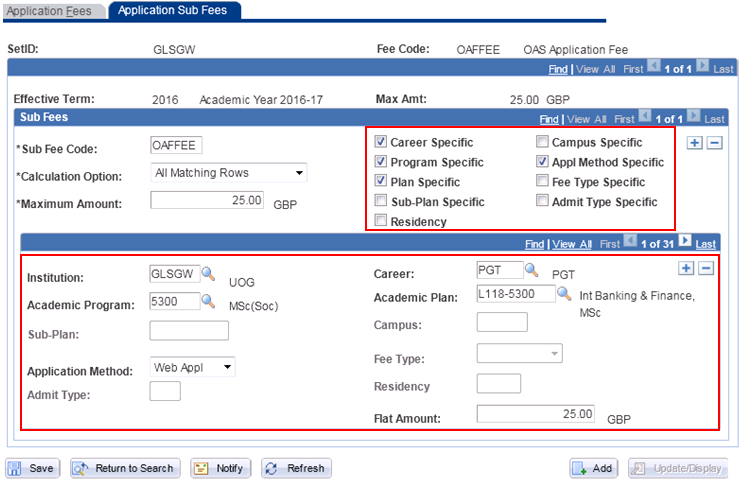 Application Fees Application Sub Fees
SetID: GLSGW Fee Code: OAFFEE OAS Application Fee
Find | View All First 1 of 1 Last
Effective Term: 2016 Academic Year 2016-17 Max Amt: 25.00 GBP
Sub Fees Find | View All First 1 of 1 Last
*Sub Fee Code: OAFFEE
*Calculation Option: All Matching Rows
*Maximum Amount: 25.00 GBP
Career Specific Campus Specific
Program Specific Appl Method Specific
Plan Specific Fee Type Specific
Sub-Plan Specific Admit Type Specific
Residency
Find | View All First 1 of 31 Last
Institution: GLSGW UOG Career: PGT PGT
Academic Program: 5300 MSc(Soc) Academic Plan: L118-5300 Int Banking & Finance,
MSc
Sub-Plan: Campus:
Application Method: Web Appl Fee Type:
Admit Type: Residency
Flat Amount: 25.00 GBP
Save Return to Search Notify Refresh Add Update/Display